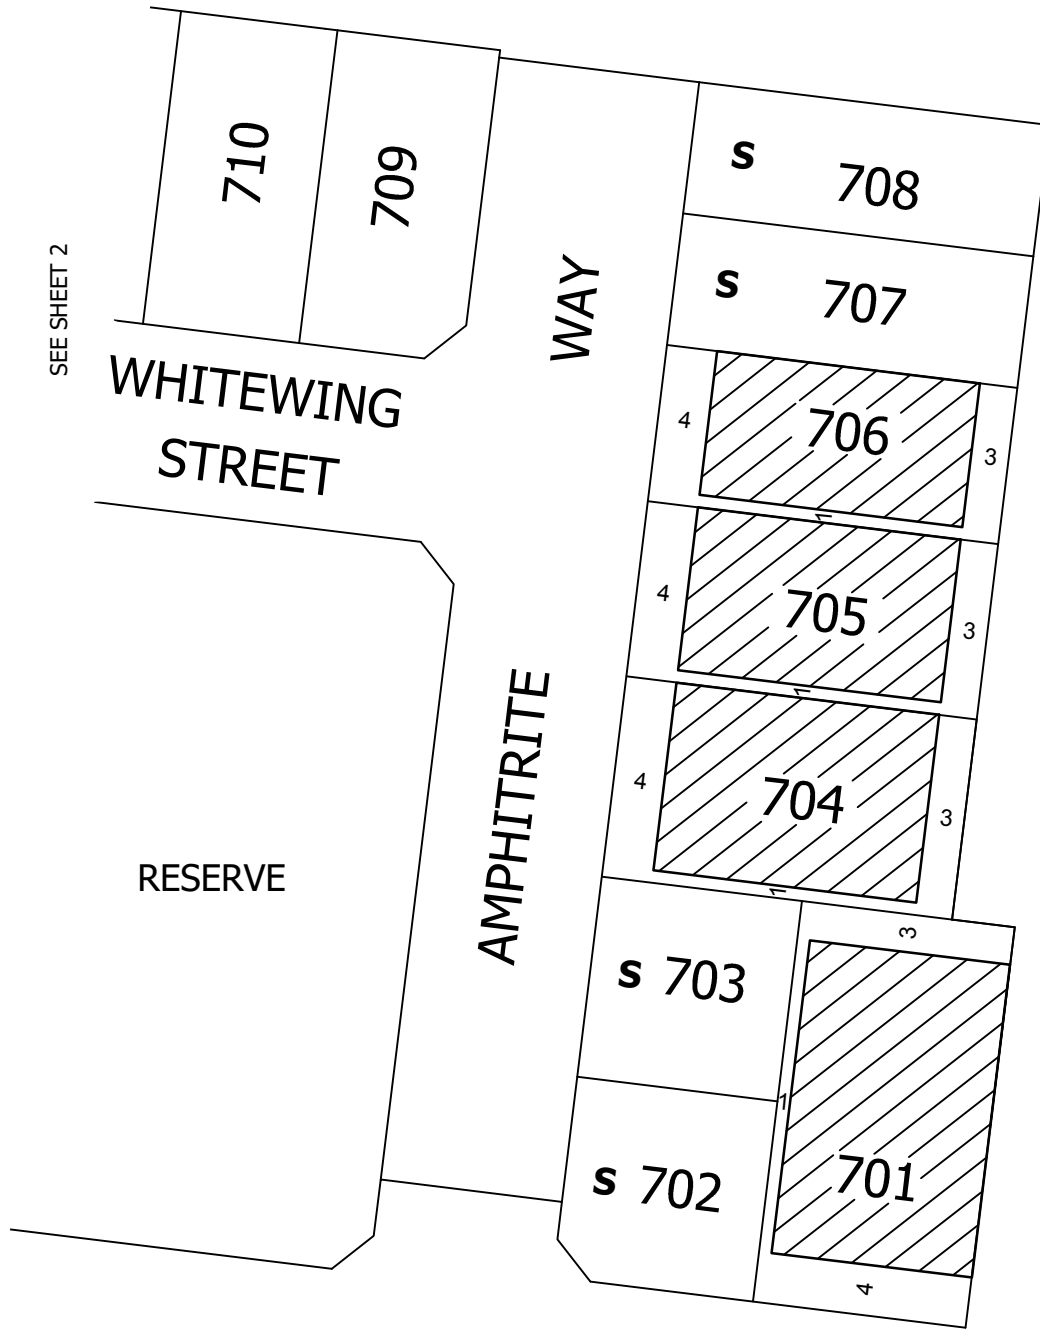 710
709
S 708
SEE SHEET 2
WAY
S 707
WHITEWING
STREET
4
706
3
1
4
705
3
1
AMPHITRITE
4
704
3
1
RESERVE
S 703
3
1
S 702
701
4